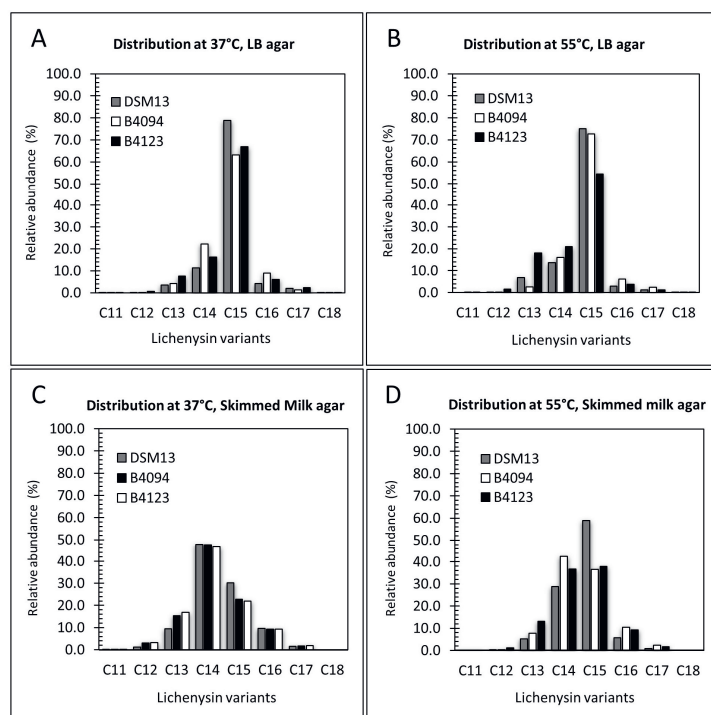 A
Distribution at 37°C, LB agar
Relative abundance (%)
100.0
90.0
80.0
70.0
60.0
50.0
40.0
30.0
20.0
10.0
0.0
DSM13
B4094
B4123
C11 C12 C13 C14 C15 C16 C17 C18
Lichenysin variants
B
Distribution at 55°C, LB agar
Relative abundance (%)
100.0
90.0
80.0
70.0
60.0
50.0
40.0
30.0
20.0
10.0
0.0
DSM13
B4094
B4123
C11 C12 C13 C14 C15 C16 C17 C18
Lichenysin variants
C
Distribution at 37°C, Skimmed Milk agar
Relative abundance (%)
100.0
90.0
80.0
70.0
60.0
50.0
40.0
30.0
20.0
10.0
0.0
DSM13
B4094
B4123
C11 C12 C13 C14 C15 C16 C17 C18
Lichenysin variants
D
Distribution at 55°C, Skimmed milk agar
Relative abundance (%)
100.0
90.0
80.0
70.0
60.0
50.0
40.0
30.0
20.0
10.0
0.0
DSM13
B4094
B4123
C11 C12 C13 C14 C15 C16 C17 C18
Lichenysin variants